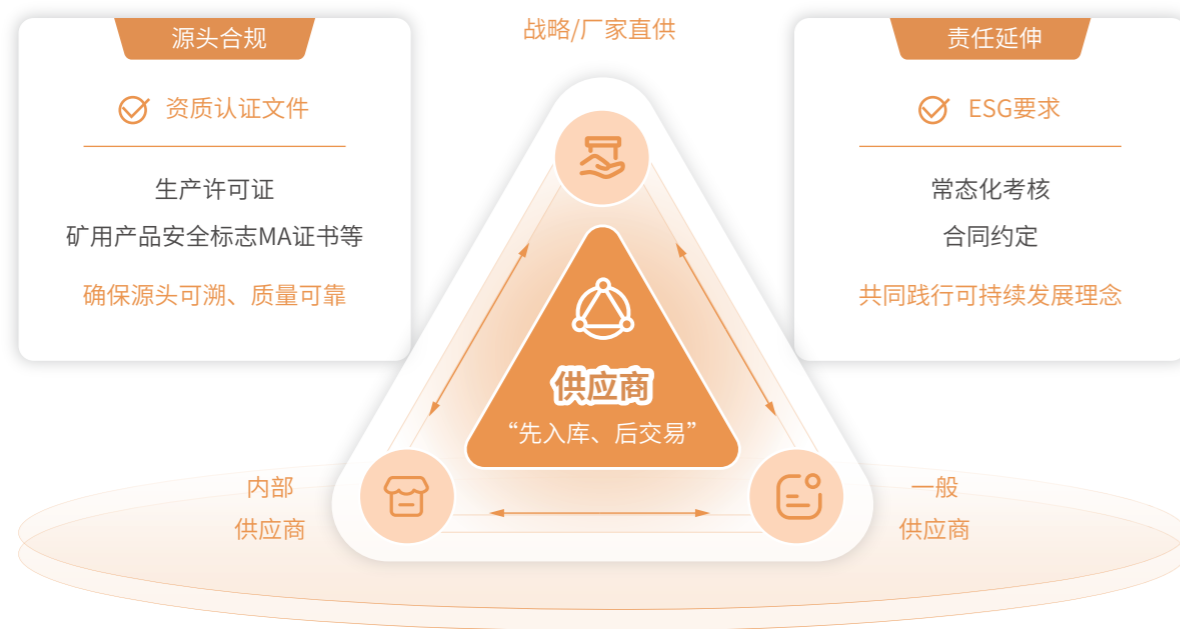 源头合规
资质认证文件
生产许可证
矿用产品安全标志MA证书等
确保源头可溯、质量可靠
战略/厂家直供
责任延伸
ESG要求
常态化考核
合同约定
共同践行可持续发展理念
供应商
“先入库、后交易”
内部
供应商
一般
供应商